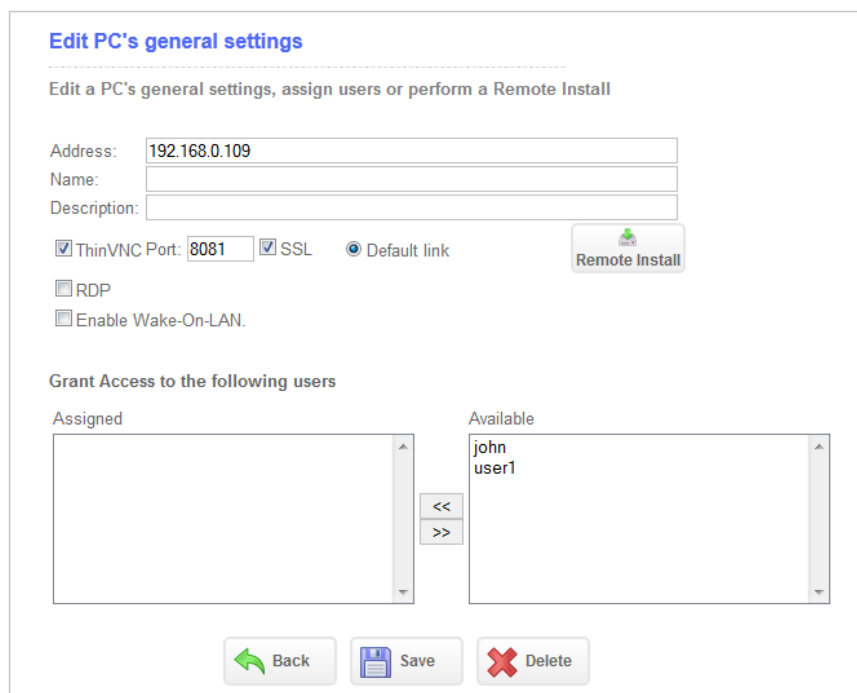 Edit PC's general settings
Edit a PC's general settings, assign users or perform a Remote Install
Address: 192.168.0.109
Name:
Description:
ThinVNC Port: 8081 SSL Default link Remote Install
RDP
Enable Wake-On-LAN.
Grant Access to the following users
Assigned Available
john
user1
<<
>>
Back Save Delete